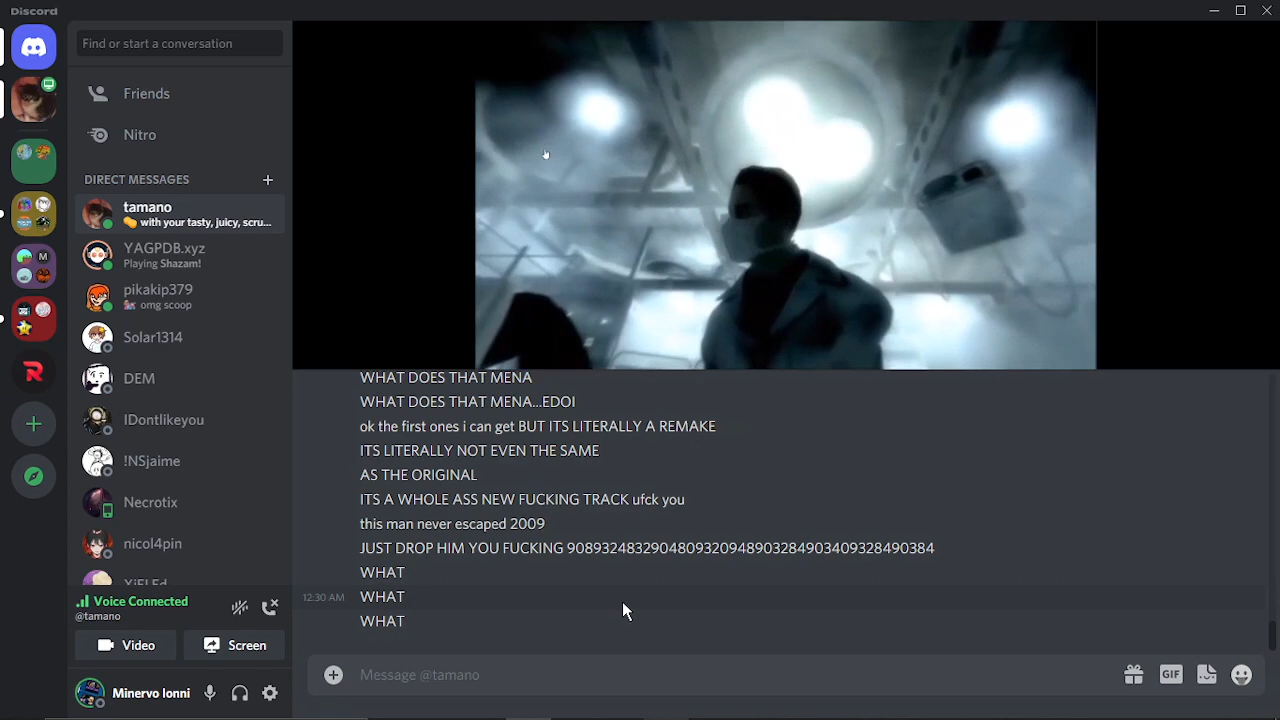 Discord
Find or start a conversation
Friends
Nitro
DIRECT MESSAGES
tamano
with your tasty, juicy, scru...
YAGPDB.xyz
Playing Shazam!
pikakip379
omg scoop
Solar1314
DEM
IDontlikeyou
!NSjaime
Necrotix
nicol4pin
XiFLFd
Voice Connected
@tamano
Video
Screen
Minervo Ionni
WHAT DOES THAT MENA
WHAT DOES THAT MENA...EDOI
ok the first ones i can get BUT ITS LITERALLY A REMAKE
ITS LITERALLY NOT EVEN THE SAME
AS THE ORIGINAL
ITS A WHOLE ASS NEW FUCKING TRACK ufck you
this man never escaped 2009
JUST DROP HIM YOU FUCKING 9089324832904809320948903284903409328490384
WHAT
12:30 AM WHAT
WHAT
Message @tamano
GIF
M